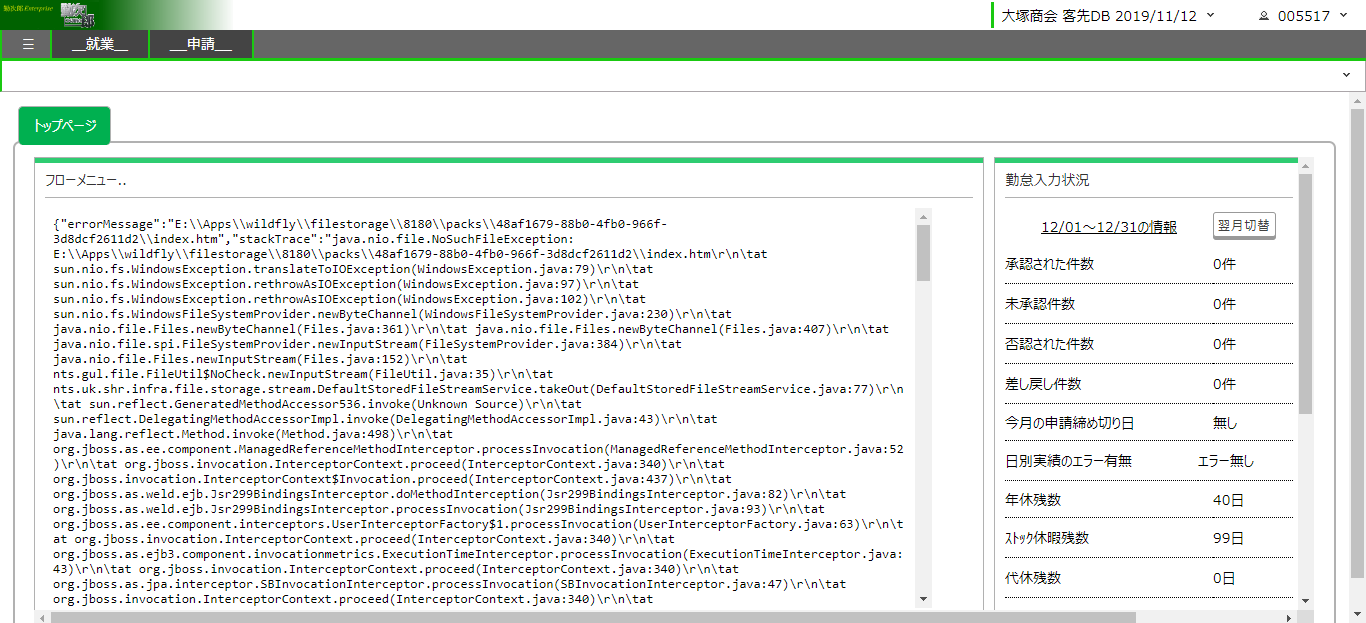 勤次郎Enterprise
大塚商会 客先DB 2019/11/12
005517
☰ __就業__ __申請__
トップページ
フローメニュー..
{"errorMessage":"E:\\Apps\\wildfly\\filestorage\\8180\\packs\\48af1679-88b0-4fb0-966f-
3d8dcf2611d2\\index.htm","stackTrace":"java.nio.file.NoSuchFileException:
E:\\Apps\\wildfly\\filestorage\\8180\\packs\\48af1679-88b0-4fb0-966f-3d8dcf2611d2\\index.htm\r\n\tat
sun.nio.fs.WindowsException.translateToIOException(WindowsException.java:79)\r\n\tat
sun.nio.fs.WindowsException.rethrowAsIOException(WindowsException.java:97)\r\n\tat
sun.nio.fs.WindowsException.rethrowAsIOException(WindowsException.java:102)\r\n\tat
sun.nio.fs.WindowsFileSystemProvider.newByteChannel(WindowsFileSystemProvider.java:230)\r\n\tat
java.nio.file.Files.newByteChannel(Files.java:361)\r\n\tat java.nio.file.Files.newByteChannel(Files.java:407)\r\n\tat
java.nio.file.spi.FileSystemProvider.newInputStream(FileSystemProvider.java:384)\r\n\tat
java.nio.file.Files.newInputStream(Files.java:152)\r\n\tat
nts.gul.file.FileUtil$NoCheck.newInputStream(FileUtil.java:35)\r\n\tat
nts.uk.shr.infra.file.storage.stream.DefaultStoredFileStreamService.takeOut(DefaultStoredFileStreamService.java:77)\r\n
\tat sun.reflect.GeneratedMethodAccessor536.invoke(Unknown Source)\r\n\tat
sun.reflect.DelegatingMethodAccessorImpl.invoke(DelegatingMethodAccessorImpl.java:43)\r\n\tat
java.lang.reflect.Method.invoke(Method.java:498)\r\n\tat
org.jboss.as.ee.component.ManagedReferenceMethodInterceptor.processInvocation(ManagedReferenceMethodInterceptor.java:52
)\r\n\tat org.jboss.invocation.InterceptorContext.proceed(InterceptorContext.java:340)\r\n\tat
org.jboss.invocation.InterceptorContext$Invocation.proceed(InterceptorContext.java:437)\r\n\tat
org.jboss.as.weld.ejb.Jsr299BindingsInterceptor.doMethodInterception(Jsr299BindingsInterceptor.java:82)\r\n\tat
org.jboss.as.weld.ejb.Jsr299BindingsInterceptor.processInvocation(Jsr299BindingsInterceptor.java:93)\r\n\tat
org.jboss.as.ee.component.interceptors.UserInterceptorFactory$1.processInvocation(UserInterceptorFactory.java:63)\r\n\t
at org.jboss.invocation.InterceptorContext.proceed(InterceptorContext.java:340)\r\n\tat
org.jboss.as.ejb3.component.invocationmetrics.ExecutionTimeInterceptor.processInvocation(ExecutionTimeInterceptor.java:
43)\r\n\tat org.jboss.invocation.InterceptorContext.proceed(InterceptorContext.java:340)\r\n\tat
org.jboss.as.jpa.interceptor.SBInvocationInterceptor.processInvocation(SBInvocationInterceptor.java:47)\r\n\tat
org.jboss.invocation.InterceptorContext.proceed(InterceptorContext.java:340)\r\n\tat
勤怠入力状況
12/01～12/31の情報 翌月切替
承認された件数 0件
未承認件数 0件
否認された件数 0件
差し戻し件数 0件
今月の申請締め切り日 無し
日別実績のエラー有無 エラー無し
年休残数 40日
ストック休暇残数 99日
代休残数 0日